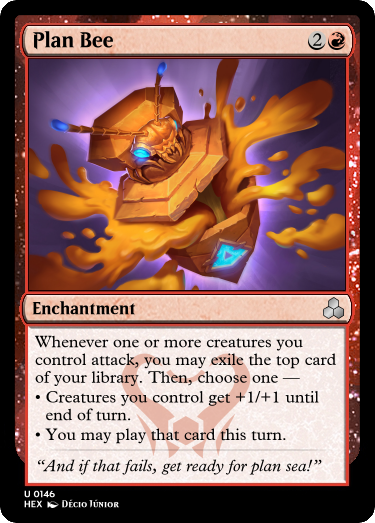 Plan Bee
2
Enchantment
Whenever one or more creatures you
control attack, you may exile the top card
of your library. Then, choose one —
• Creatures you control get +1/+1 until
end of turn.
• You may play that card this turn.
“And if that fails, get ready for plan sea!”
U 0146
HEX Décio Júnior